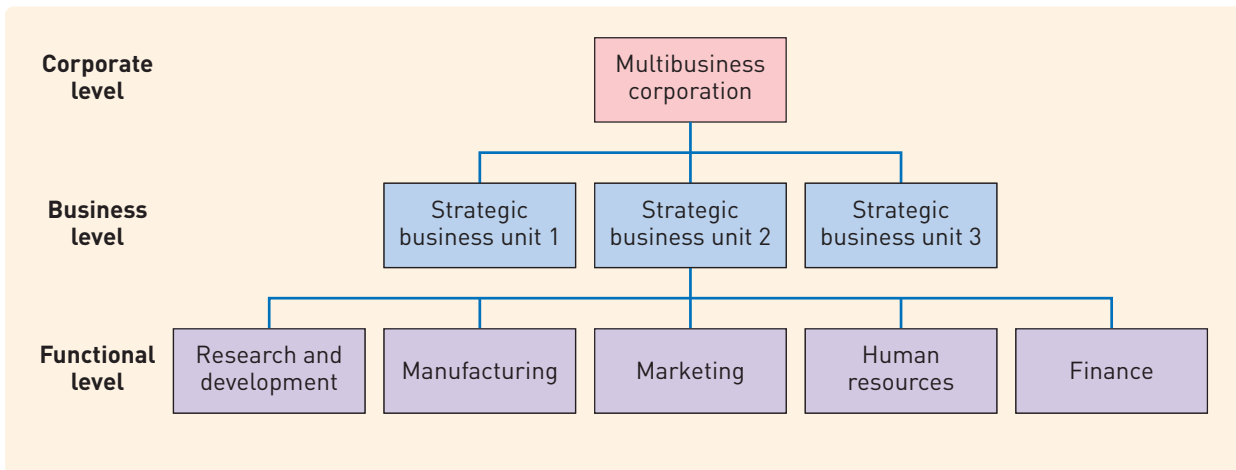 Corporate
level
Multibusiness
corporation
Business
level
Strategic
business unit 1
Strategic
business unit 2
Strategic
business unit 3
Functional
level
Research and
development
Manufacturing
Marketing
Human
resources
Finance